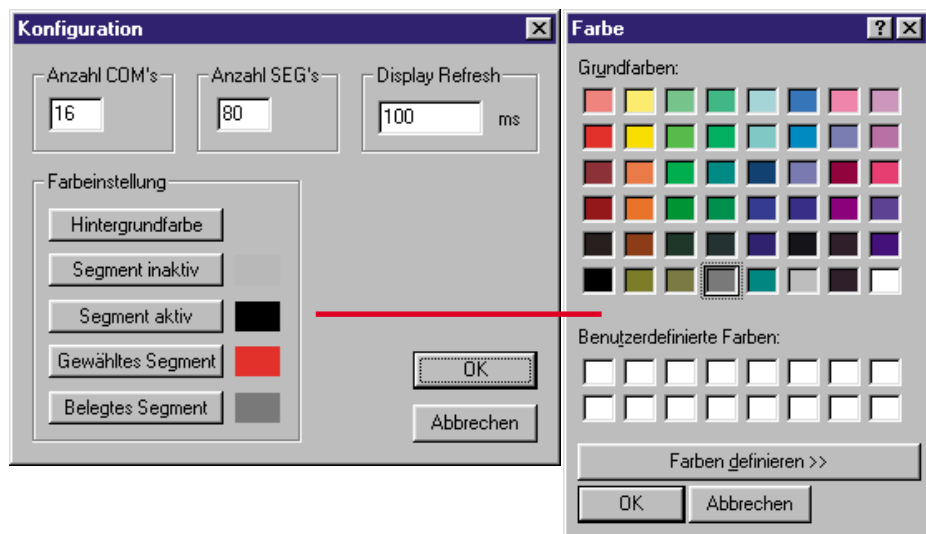 Konfiguration
Anzahl COM's
16
Anzahl SEG's
80
Display Refresh
100 ms
Farbeinstellung
Hintergrundfarbe
Segment inaktiv
Segment aktiv
Gewähltes Segment
Belegtes Segment
OK
Abbrechen
Farbe
Grundfarben:
Benutzerdefinierte Farben:
Farben definieren >>
OK
Abbrechen